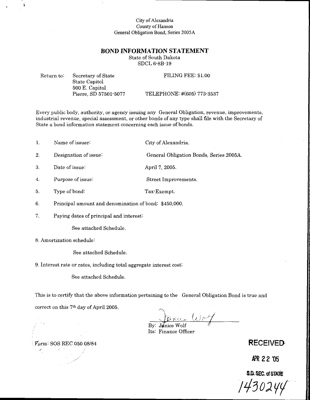 City of Alexandria
County of Hanson
General Obligation Bond, Series 2005A
BOND INFORMATION STATEMENT
State of South Dakota
SDCL 6-8B-19
Return to: Secretary of State FILING FEE: $1.00
State Capitol
500 E. Capitol
Pierre, SD 57501-5077 TELEPHONE: #(605) 773-3537
Every public body, authority, or agency issuing any General Obligation, revenue, improvements,
industrial revenue, special assessment, or other bonds of any type shall file with the Secretary of
State a bond information statement concerning each issue of bonds.
1. Name of issuer: City of Alexandria.
2. Designation of issue: General Obligation Bonds, Series 2005A.
3. Date of issue: April 7, 2005.
4. Purpose of issue: Street Improvements.
5. Type of bond: Tax-Exempt.
6. Principal amount and denomination of bond: $450,000.
7. Paying dates of principal and interest:
See attached Schedule.
8. Amortization schedule:
See attached Schedule.
9. Interest rate or rates, including total aggregate interest cost:
See attached Schedule.
This is to certify that the above information pertaining to the General Obligation Bond is true and
correct on this 7th day of April 2005.
Janice Wolf
By: Janice Wolf
Its: Finance Officer
Form: SOS REC 050 08/84
RECEIVED
APR 22 '05
S.D. SEC. of STATE
1430244